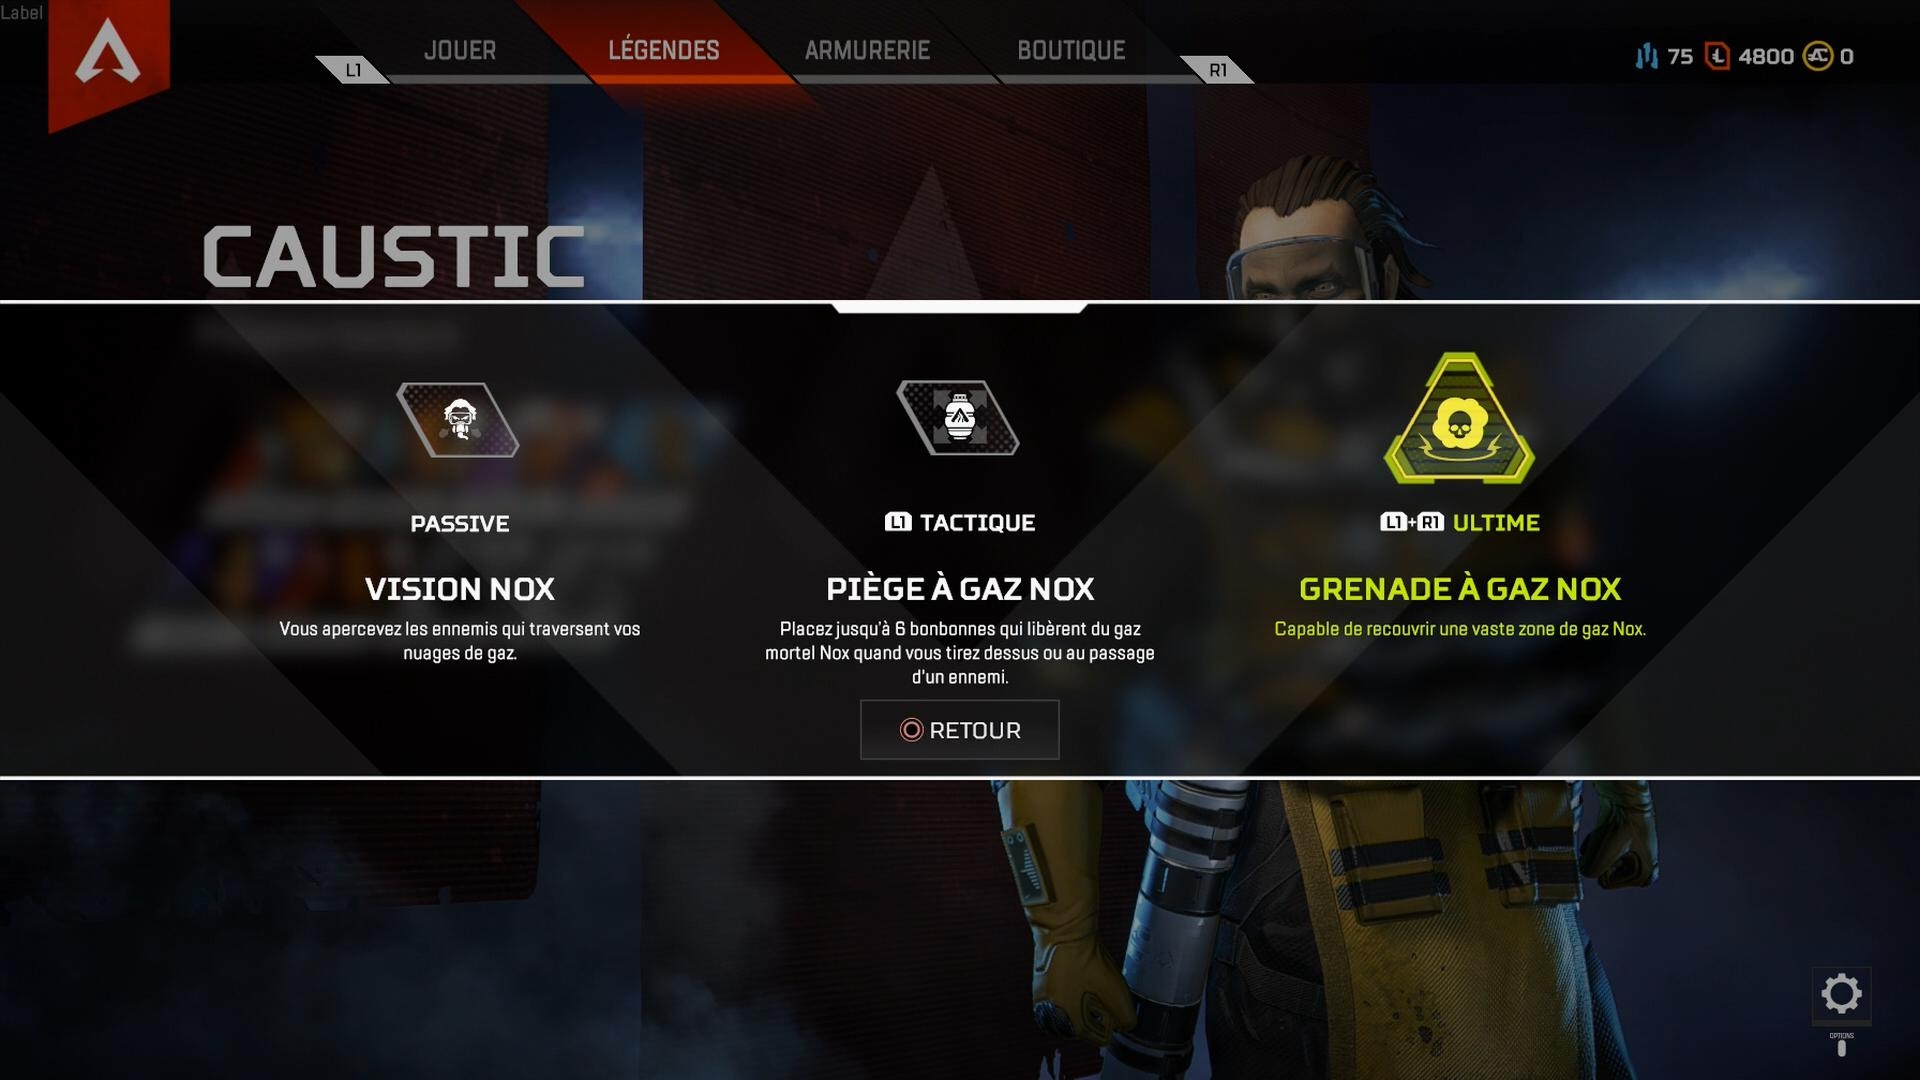 Label
JOUER
LÉGENDES
ARMURERIE
BOUTIQUE
L1
R1
75
4800
0
CAUSTIC
PASSIVE
VISION NOX
Vous apercevez les ennemis qui traversent vos
nuages de gaz.
L1 TACTIQUE
PIÈGE À GAZ NOX
Placez jusqu'à 6 bonbonnes qui libèrent du gaz
mortel Nox quand vous tirez dessus ou au passage
d'un ennemi.
L1+R1 ULTIME
GRENADE À GAZ NOX
Capable de recouvrir une vaste zone de gaz Nox.
RETOUR
OPTIONS